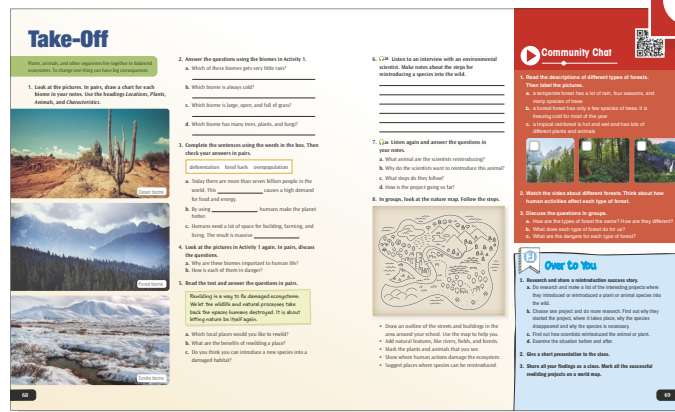 Take-Off
Plants, animals, and other organisms live together in balanced
ecosystems. To change one thing can have big consequences.
1. Look at the pictures. In pairs, draw a chart for each
biome in your notes. Use the headings Locations, Plants,
Animals, and Characteristics.
Desert biome
Forest biome
Tundra biome
68
2. Answer the questions using the biomes in Activity 1.
a. Which of these biomes gets very little rain?
b. Which biome is always cold?
c. Which biome is large, open, and full of grass?
d. Which biome has many trees, plants, and fungi?
3. Complete the sentences using the words in the box. Then
check your answers in pairs.
deforestation fossil fuels overpopulation
a. Today there are more than seven billion people in the
world. This causes a high demand
for food and energy.
b. By using , humans make the planet
hotter.
c. Humans need a lot of space for building, farming, and
living. The result is massive .
4. Look at the pictures in Activity 1 again. In pairs, discuss
the questions.
a. Why are these biomes important to human life?
b. How is each of them in danger?
5. Read the text and answer the questions in pairs.
Rewilding is a way to fix damaged ecosystems.
We let the wildlife and natural processes take
back the spaces humans destroyed. It is about
letting nature be itself again.
a. Which local places would you like to rewild?
b. What are the benefits of rewilding a place?
c. Do you think you can introduce a new species into a
damaged habitat?
6. Listen to an interview with an environmental
scientist. Make notes about the steps for
reintroducing a species into the wild.
7. Listen again and answer the questions in
your notes.
a. What animal are the scientists reintroducing?
b. Why do the scientists want to reintroduce this animal?
c. What steps do they follow?
d. How is the project going so far?
8. In groups, look at the nature map. Follow the steps.
• Draw an outline of the streets and buildings in the
area around your school. Use the map to help you.
• Add natural features, like rivers, fields, and forests.
• Mark the plants and animals that you see.
• Show where human actions damage the ecosystem.
• Suggest places where species can be reintroduced.
Community Chat
1. Read the descriptions of different types of forests.
Then label the pictures.
a. a temperate forest has a lot of rain, four seasons, and
many species of trees
b. a boreal forest has only a few species of trees. It is
freezing cold for most of the year
c. a tropical rainforest is hot and wet and has lots of
different plants and animals
2. Watch the video about different forests. Think about how
human activities affect each type of forest.
3. Discuss the questions in groups.
a. How are the types of forest the same? How are they different?
b. What does each type of forest do for us?
c. What are the dangers for each type of forest?
Over to You
1. Research and share a reintroduction success story.
a. Do research and make a list of the interesting projects where
they introduced or reintroduced a plant or animal species into
the wild.
b. Choose one project and do more research. Find out why they
started the project, where it takes place, why the species
disappeared and why the species is necessary.
c. Find out how scientists reintroduced the animal or plant.
d. Examine the situation before and after.
2. Give a short presentation to the class.
3. Share all your findings as a class. Mark all the successful
rewilding projects on a world map.
69